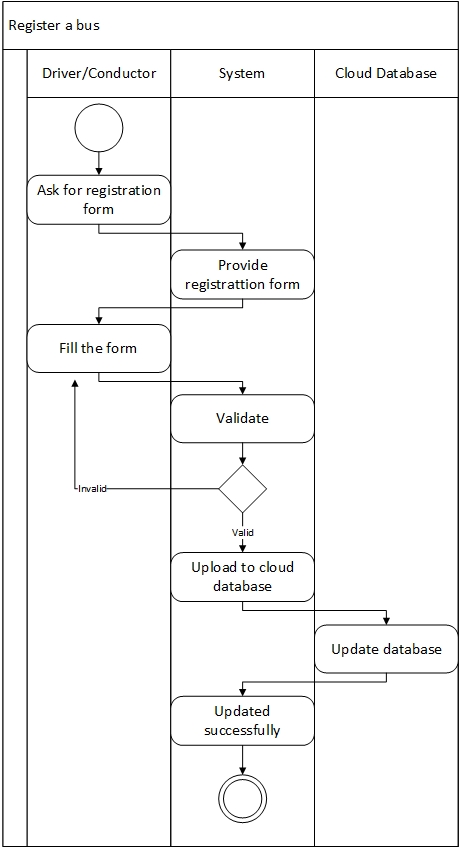 Register a bus
Driver/Conductor
System
Cloud Database
Ask for registration
form
Provide
registrattion form
Fill the form
Validate
Invalid
Valid
Upload to cloud
database
Update database
Updated
successfully